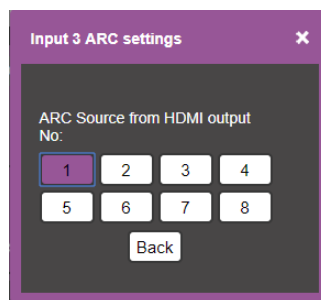 Input 3 ARC settings ×
ARC Source from HDMI output
No:
1 2 3 4
5 6 7 8
Back